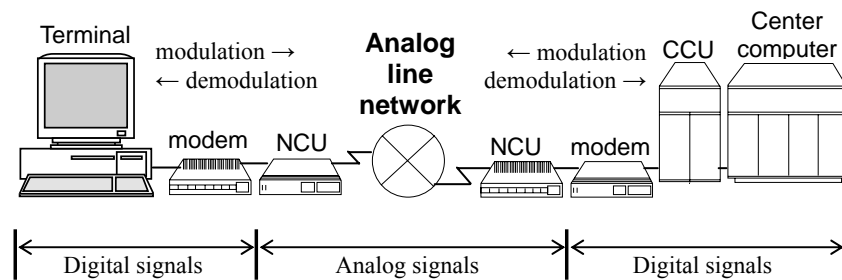 Terminal
modulation →
← demodulation
Analog
line
network
← modulation
demodulation →
CCU
Center
computer
modem
NCU
NCU
modem
Digital signals
Analog signals
Digital signals